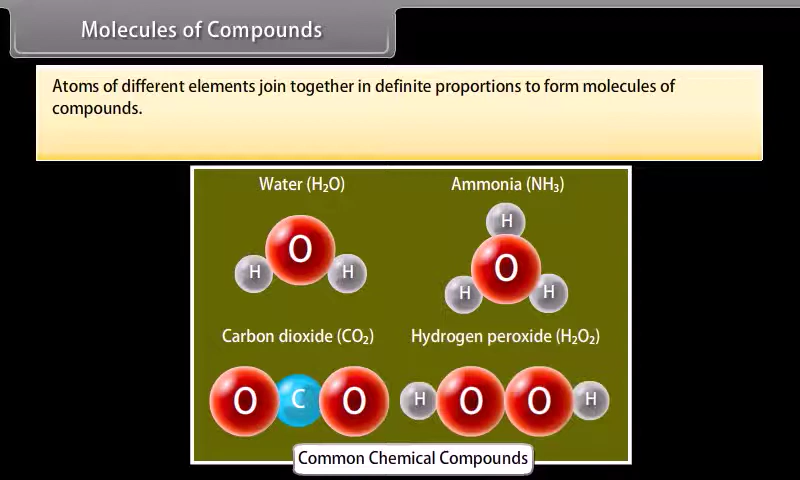 Molecules of Compounds
Atoms of different elements join together in definite proportions to form molecules of
compounds.
Water (H₂O)
Ammonia (NH₃)
O
H
H
H
O
H
H
Carbon dioxide (CO₂)
Hydrogen peroxide (H₂O₂)
O C O
H O O H
Common Chemical Compounds